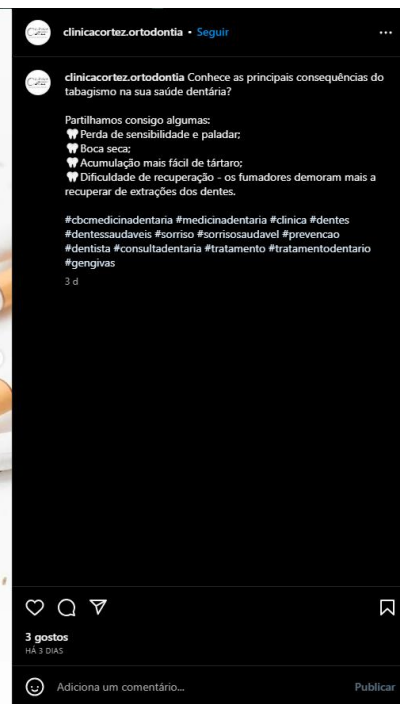 clinicacortez.ortodontia • Seguir
clinicacortez.ortodontia Conhece as principais consequências do
tabagismo na sua saúde dentária?
Partilhamos consigo algumas:
🦷Perda de sensibilidade e paladar;
🦷Boca seca;
🦷Acumulação mais fácil de tártaro;
🦷Dificuldade de recuperação - os fumadores demoram mais a
recuperar de extrações dos dentes.
#cbcmedicinadentaria #medicinadentaria #clinica #dentes
#dentessaudaveis #sorriso #sorrisosaudavel #prevencao
#dentista #consultadentaria #tratamento #tratamentodentario
#gengivas
3 d
3 gostos
HÁ 3 DIAS
Adiciona um comentário...
Publicar